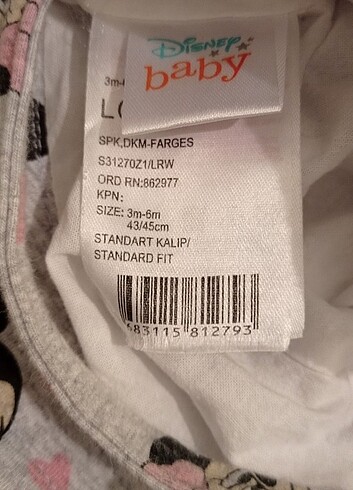 Disney
baby
3m-
LC
SPK,DKM-FARGES
S31270Z1/LRW
ORD RN:862977
KPN:
SIZE: 3m-6m
43/45cm
STANDART KALIP/
STANDARD FIT
683115 812793